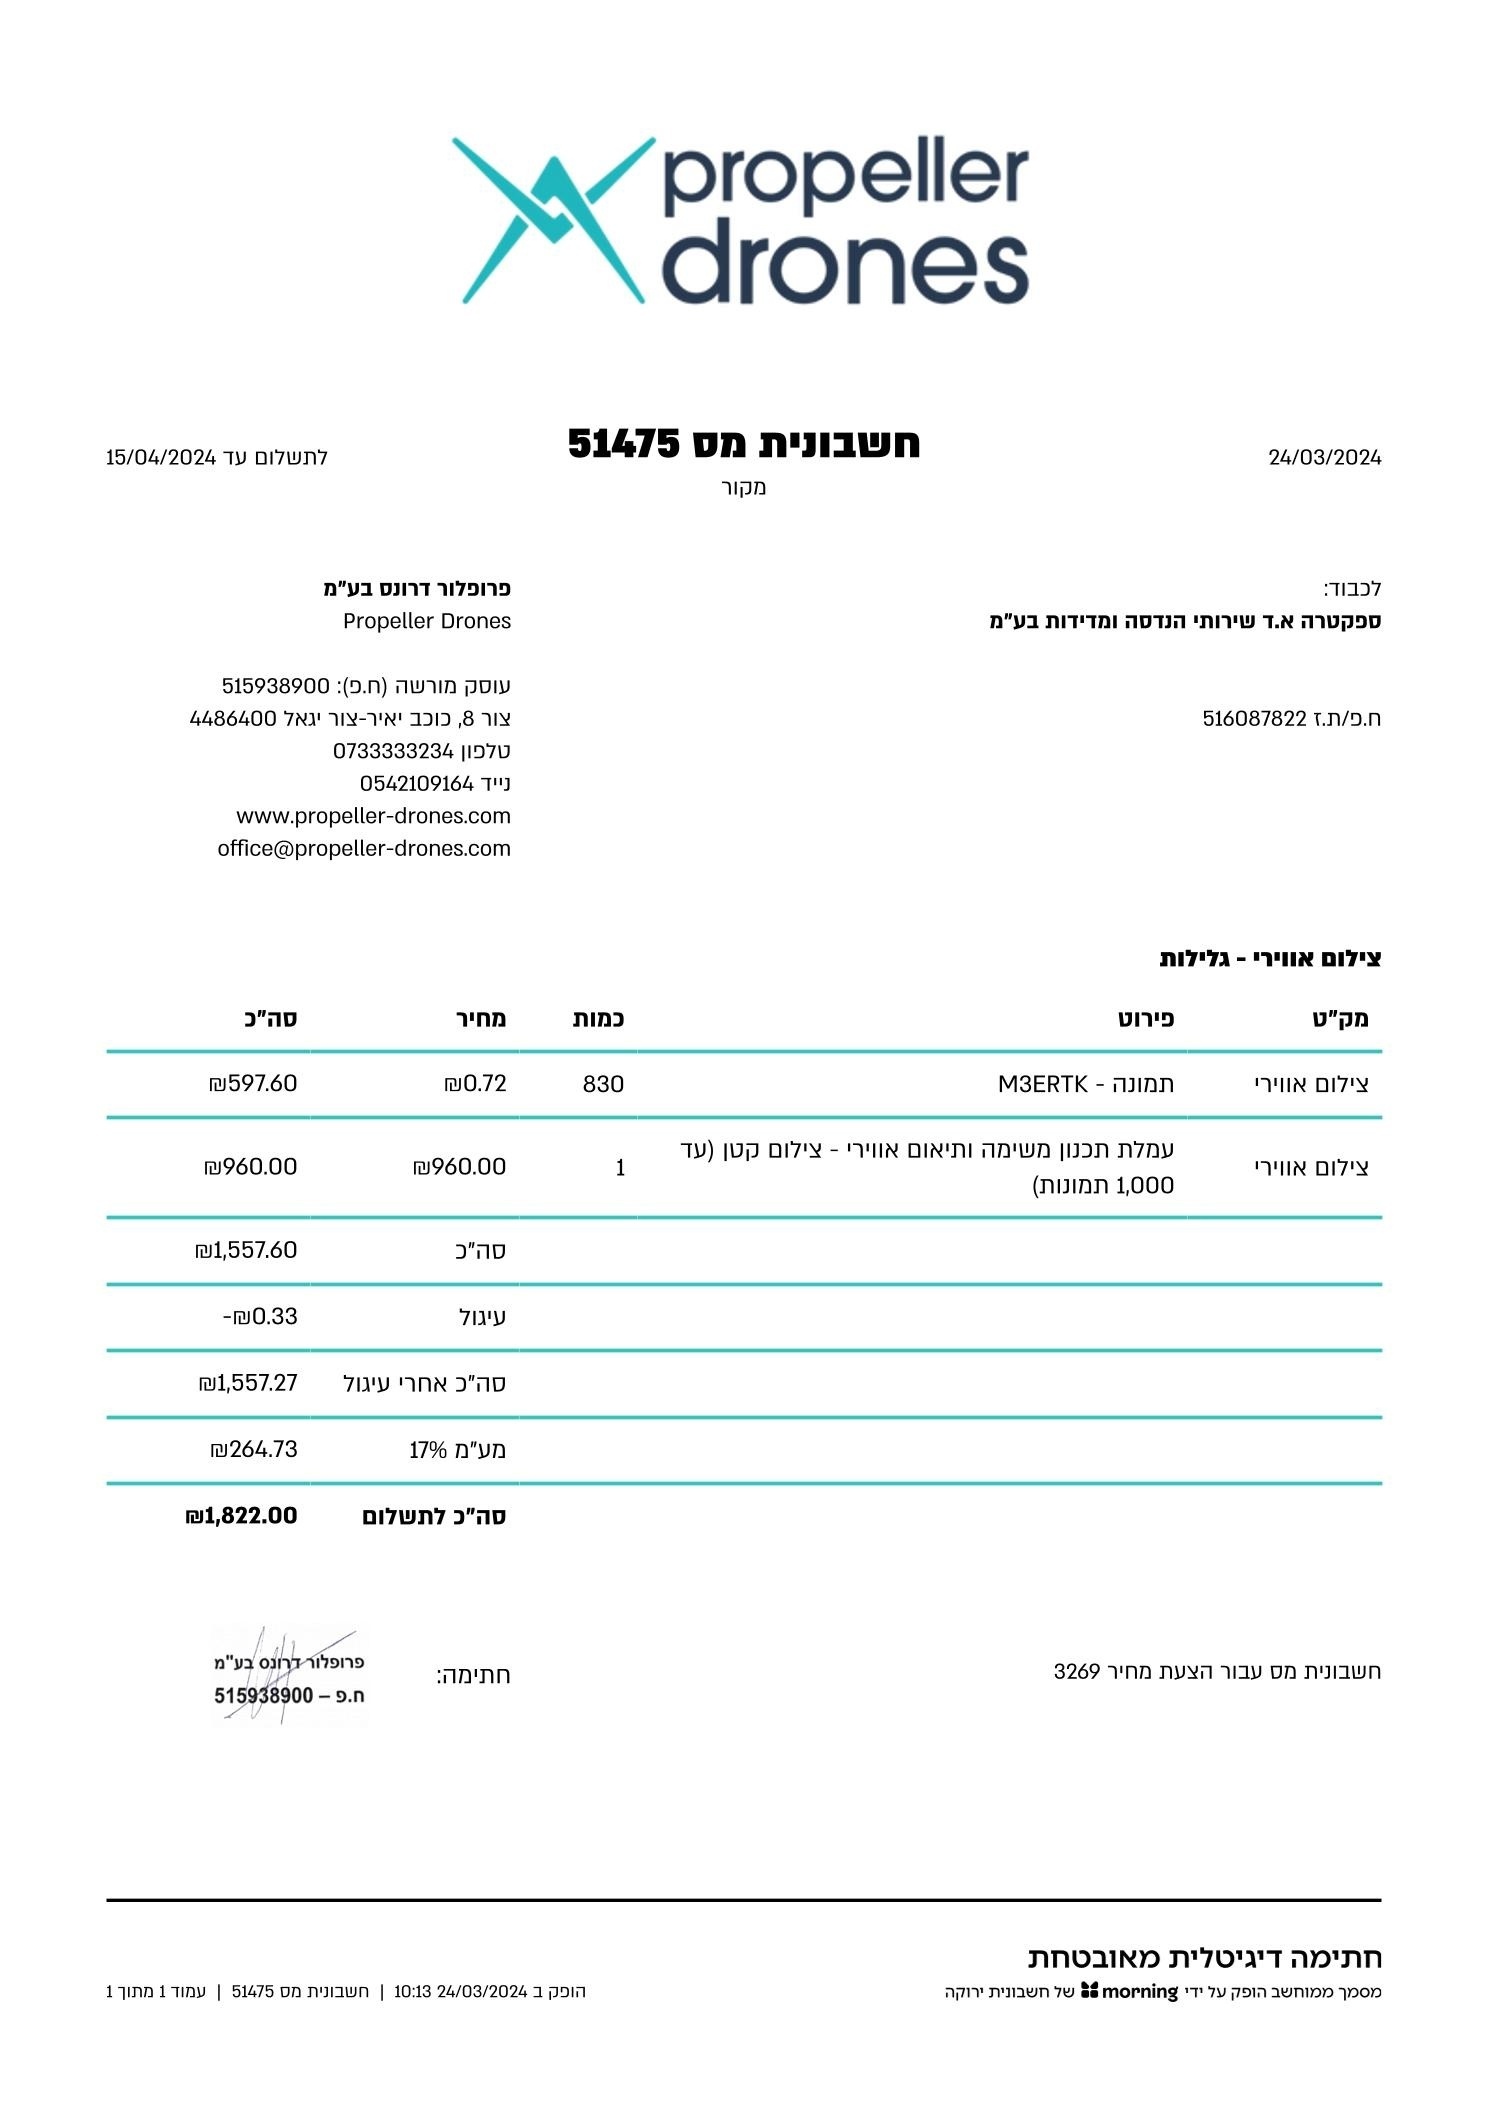 propeller
drones
24/03/2024
חשבונית מס 51475
לתשלום עד 15/04/2024
מקור
לכבוד:
ספקטרה א.ד שירותי הנדסה ומדידות בע"מ
ח.פ/ת.ז 516087822
פרופלור דרונס בע"מ
Propeller Drones
עוסק מורשה (ח.פ): 515938900
צור 8, כוכב יאיר-צור יגאל 4486400
טלפון 0733333234
נייד 0542109164
www.propeller-drones.com
office@propeller-drones.com
צילום אווירי - גלילות
מק"ט פירוט כמות מחיר סה"כ
צילום אווירי תמונה - M3ERTK 830 ₪0.72 ₪597.60
צילום אווירי עמלת תכנון משימה ותיאום אווירי - צילום קטן (עד
1,000 תמונות) 1 ₪960.00 ₪960.00
סה"כ ₪1,557.60
עיגול -₪0.33
סה"כ אחרי עיגול ₪1,557.27
מע"מ 17% ₪264.73
סה"כ לתשלום ₪1,822.00
חשבונית מס עבור הצעת מחיר 3269
חתימה:
פרופלור דרונס בע"מ
ח.פ – 515938900
חתימה דיגיטלית מאובטחת
מסמך ממוחשב הופק על ידי morning של חשבונית ירוקה
הופק ב 24/03/2024 10:13 | חשבונית מס 51475 | עמוד 1 מתוך 1